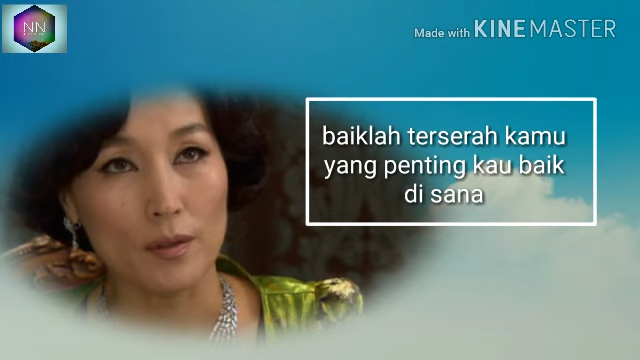 NN
Made with KINEMASTER
baiklah terserah kamu
yang penting kau baik
di sana